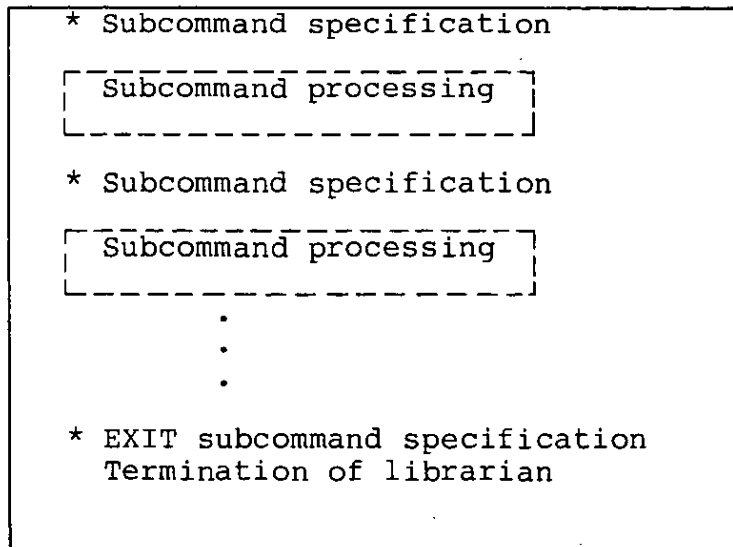 * Subcommand specification
Subcommand processing
* Subcommand specification
Subcommand processing
.
.
.
* EXIT subcommand specification
Termination of librarian